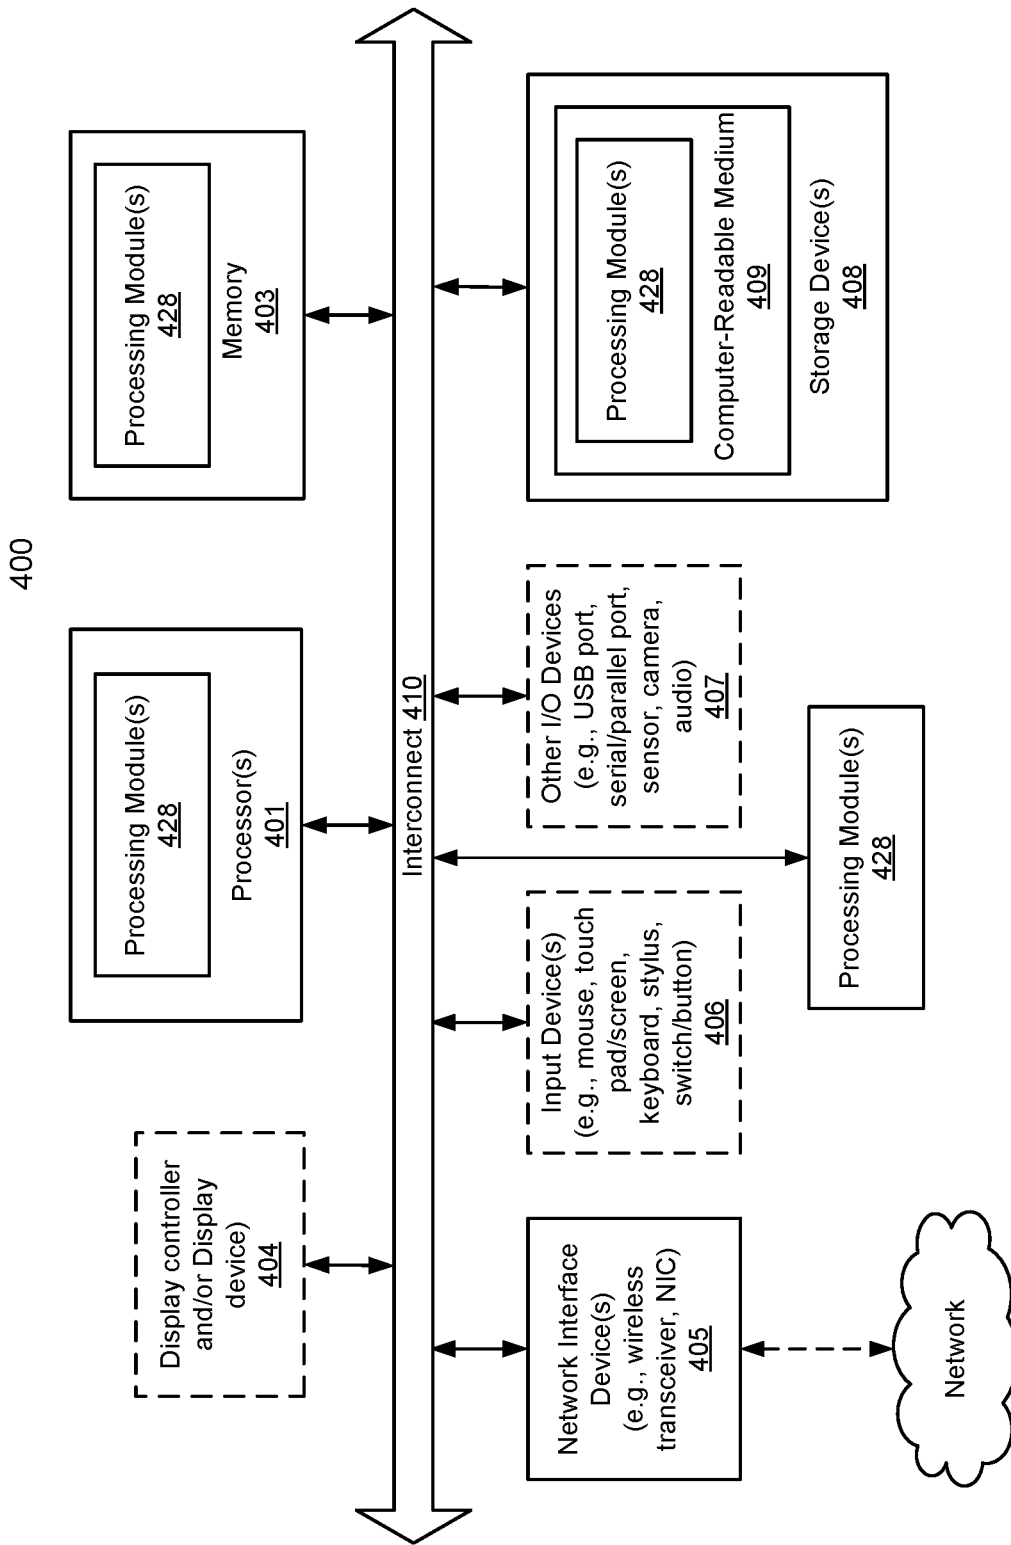 400
Display controller
and/or Display
device)
404
Processing Module(s)
428
Processor(s)
401
Processing Module(s)
428
Memory
403
Interconnect 410
Network Interface
Device(s)
(e.g., wireless
transceiver, NIC)
405
Input Device(s)
(e.g., mouse, touch
pad/screen,
keyboard, stylus,
switch/button)
406
Other I/O Devices
(e.g., USB port,
serial/parallel port,
sensor, camera,
audio)
407
Processing Module(s)
428
Computer-Readable Medium
409
Storage Device(s)
408
Processing Module(s)
428
Network